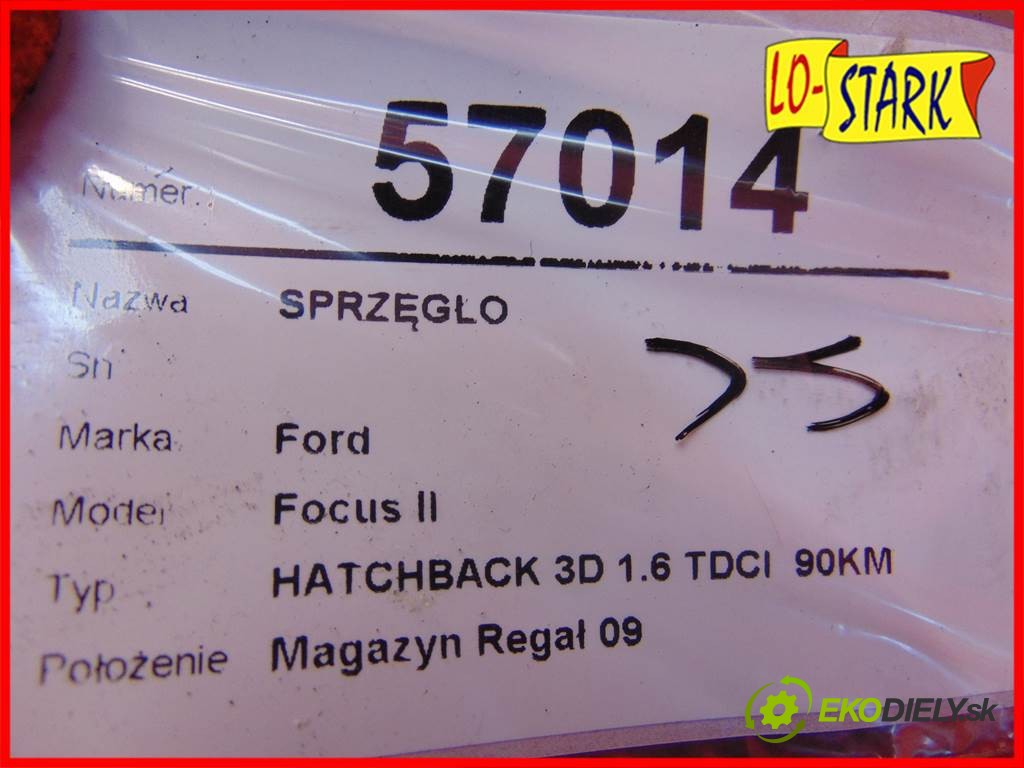 LO-STARK
Numer: 57014
Nazwa SPRZĘGŁO
Sn
Marka Ford
Model Focus II
Typ HATCHBACK 3D 1.6 TDCI 90KM
Położenie Magazyn Regał 09
EKODIELY.sk